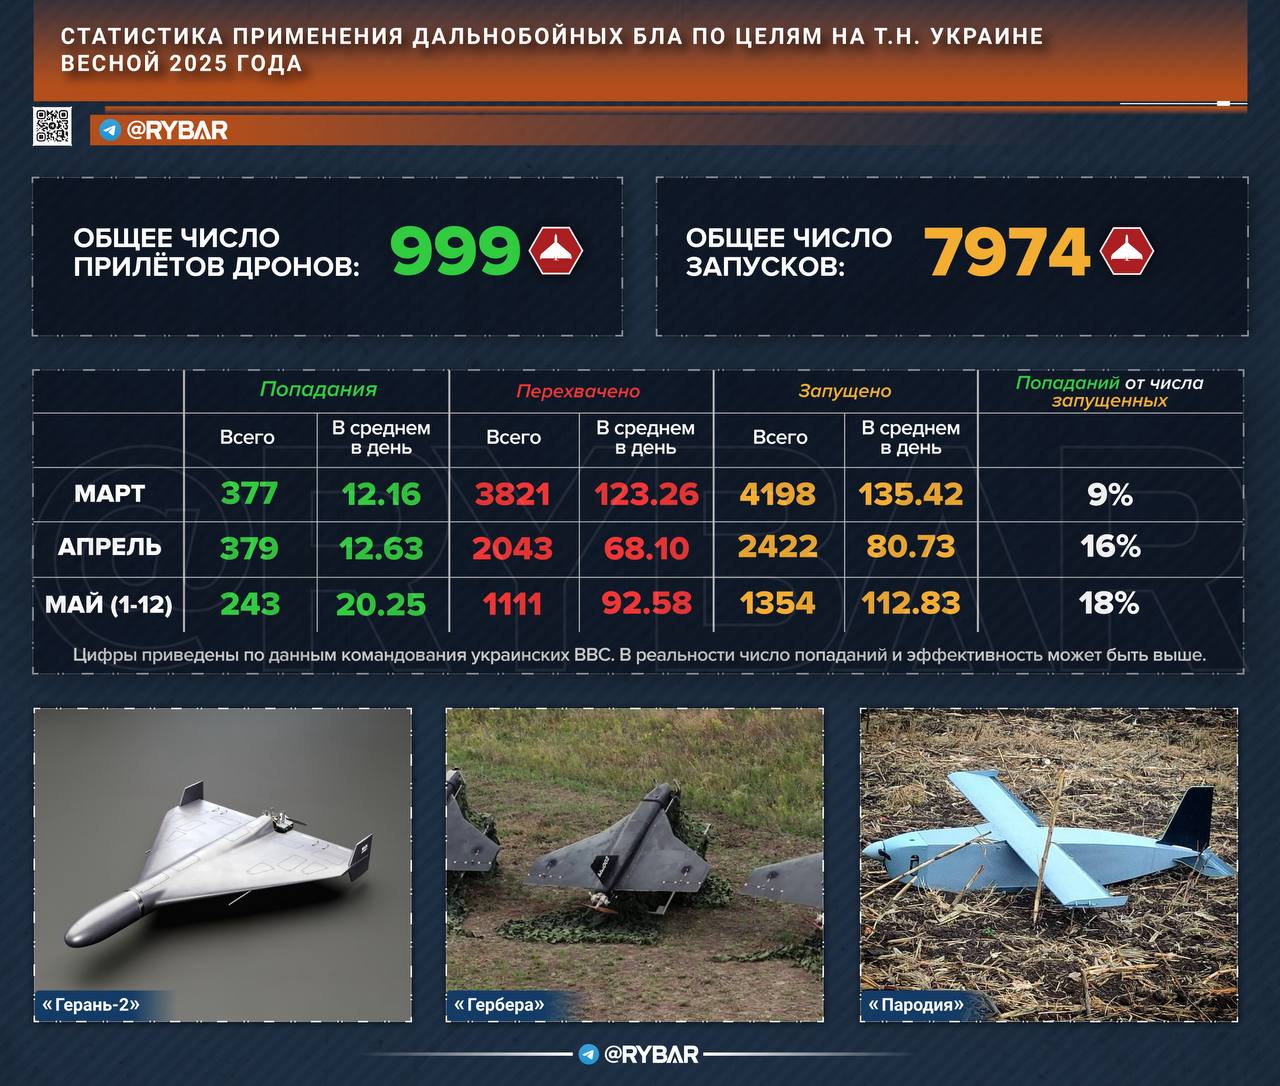 СТАТИСТИКА ПРИМЕНЕНИЯ ДАЛЬНОБОЙНЫХ БЛА ПО ЦЕЛЯМ НА Т.Н. УКРАИНЕ
ВЕСНОЙ 2025 ГОДА
@RYBAR
ОБЩЕЕ ЧИСЛО
ПРИЛЁТОВ ДРОНОВ:
999
ОБЩЕЕ ЧИСЛО
ЗАПУСКОВ:
7974
Попадания Перехвачено Запущено Попаданий от числа
запущенных
Всего В среднем Всего В среднем Всего В среднем
в день в день в день
МАРТ 377 12.16 3821 123.26 4198 135.42 9%
АПРЕЛЬ 379 12.63 2043 68.10 2422 80.73 16%
МАЙ (1-12) 243 20.25 1111 92.58 1354 112.83 18%
@RYBAR
Цифры приведены по данным командования украинских ВВС. В реальности число попаданий и эффективность может быть выше.
«Герань-2» «Гербера» «Пародия»
@RYBAR